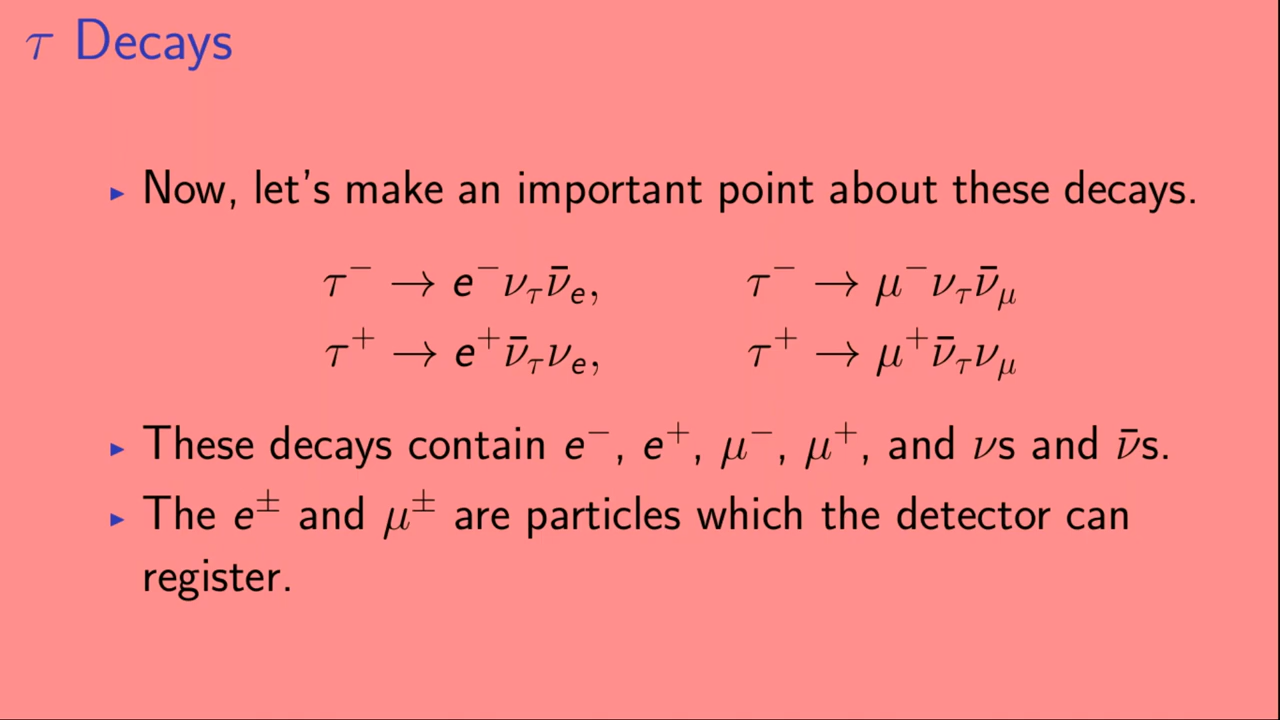 τ Decays
▸ Now, let's make an important point about these decays.
τ⁻ → e⁻ν_τν̄_e, τ⁻ → μ⁻ν_τν̄_μ
τ⁺ → e⁺ν̄_τν_e, τ⁺ → μ⁺ν̄_τν_μ
▸ These decays contain e⁻, e⁺, μ⁻, μ⁺, and νs and ν̄s.
▸ The e± and μ± are particles which the detector can
register.